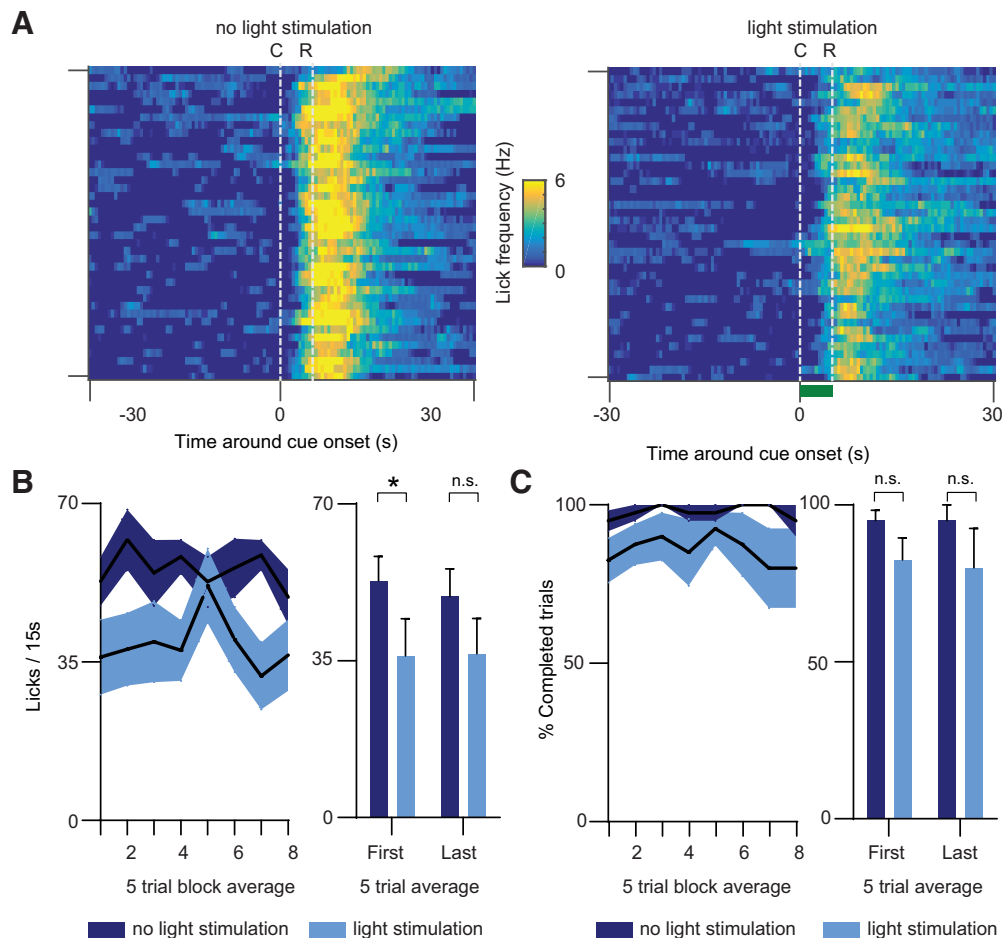 A
no light stimulation
C R
-30 0 30
Time around cue onset (s)
Lick frequency (Hz)
6
0
light stimulation
C R
-30 0 30
Time around cue onset (s)
B
Licks / 15s
70
35
0
2 4 6 8
5 trial block average
70
35
0
* n.s.
First Last
5 trial average
no light stimulation light stimulation
C
% Completed trials
100
50
0
2 4 6 8
5 trial block average
100
50
0
n.s. n.s.
First Last
5 trial average
no light stimulation light stimulation